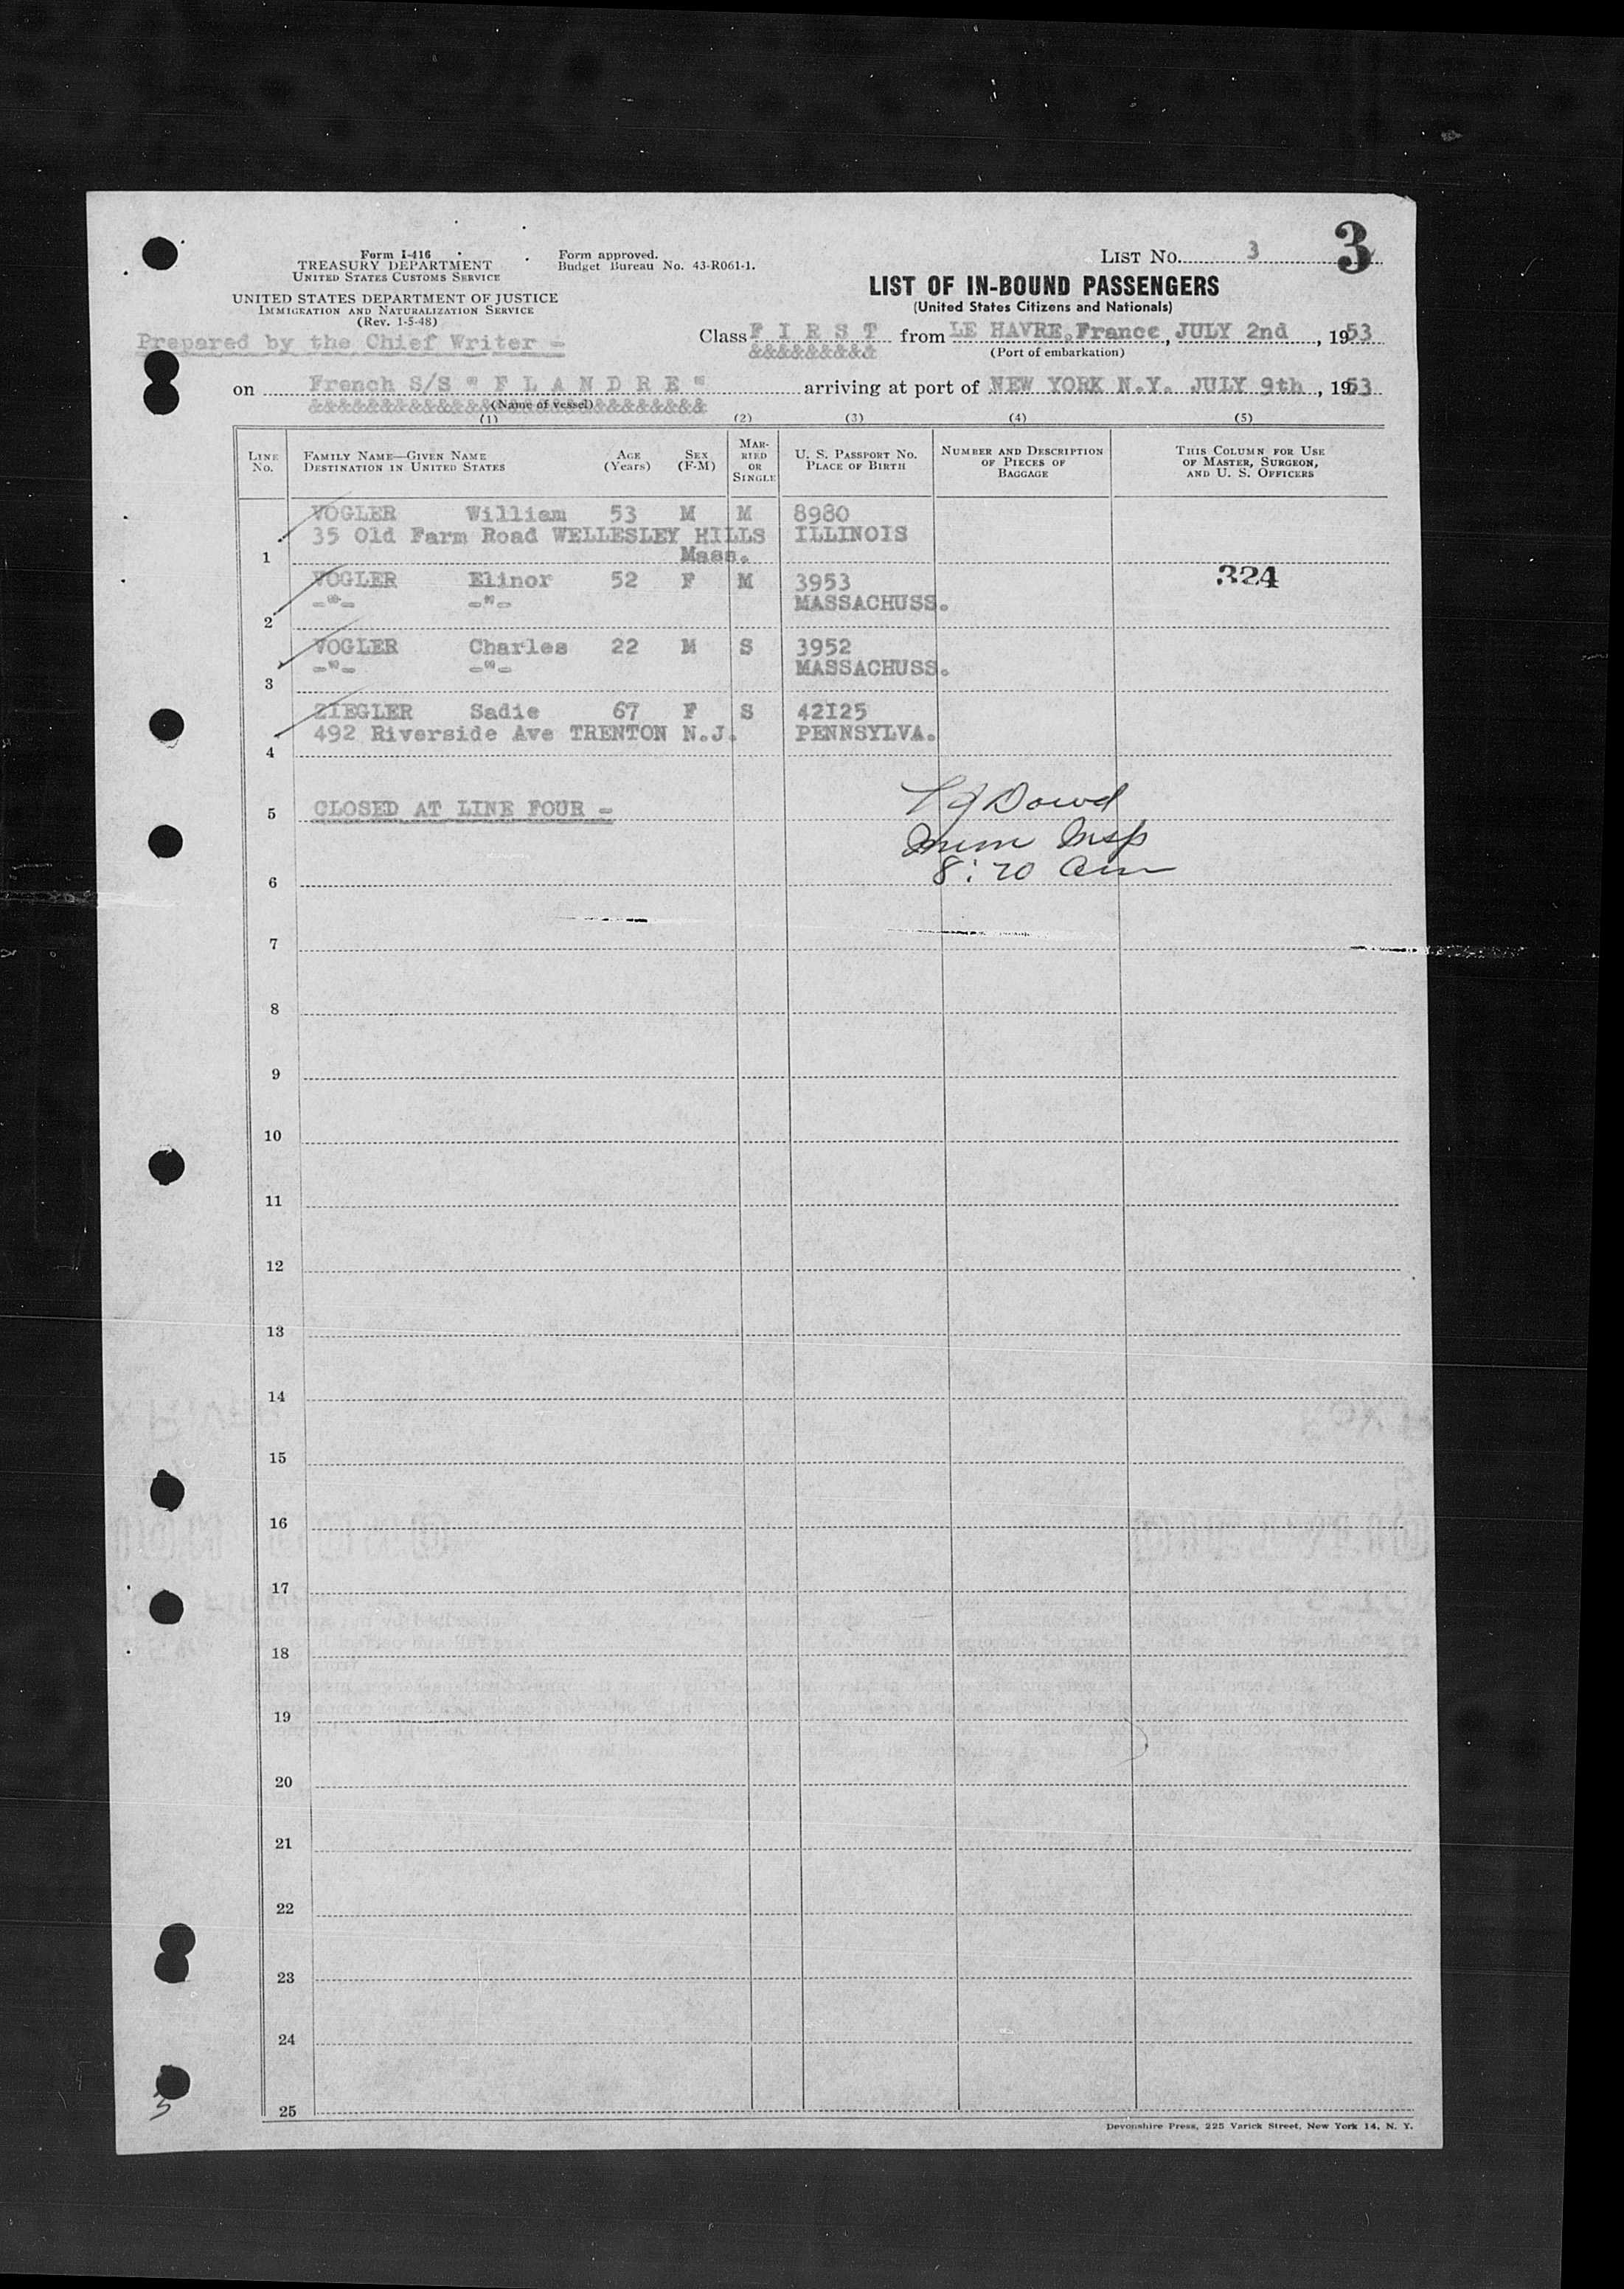 Form I-416
TREASURY DEPARTMENT
UNITED STATES CUSTOMS SERVICE
UNITED STATES DEPARTMENT OF JUSTICE
IMMIGRATION AND NATURALIZATION SERVICE
(Rev. 1-5-48)
Form approved.
Budget Bureau No. 43-R061-1.
LIST No. 3
3
LIST OF IN-BOUND PASSENGERS
(United States Citizens and Nationals)
Prepared by the Chief Writer -
Class F I R S T from LE HAVRE, France, JULY 2nd, 1953
&&&&&&&&& (Port of embarkation)
on French S/S " F L A N D R E " arriving at port of NEW YORK N.Y. JULY 9th, 1953
(Name of vessel)
(1) (2) (3) (4) (5)
LINE No. FAMILY NAME—GIVEN NAME DESTINATION IN UNITED STATES AGE (Years) SEX (F-M) MARRIED OR SINGLE U. S. PASSPORT NO. PLACE OF BIRTH NUMBER AND DESCRIPTION OF PIECES OF BAGGAGE THIS COLUMN FOR USE OF MASTER, SURGEON, AND U. S. OFFICERS
VOGLER William 53 M M 8980
35 Old Farm Road WELLESLEY HILLS ILLINOIS
1 Mass.
VOGLER Elinor 52 F M 3953 324
-"- -"- MASSACHUSS.
2
VOGLER Charles 22 M S 3952
-"- -"- MASSACHUSS.
3
ZIEGLER Sadie 67 F S 42125
492 Riverside Ave TRENTON N.J. PENNSYLVA.
4
5 CLOSED AT LINE FOUR -
Dowd
Imm Insp
6 8:20 am
7
8
9
10
11
12
13
14
15
16
17
18
19
20
21
22
23
24
25
5
Devonshire Press, 225 Varick Street, New York 14, N. Y.